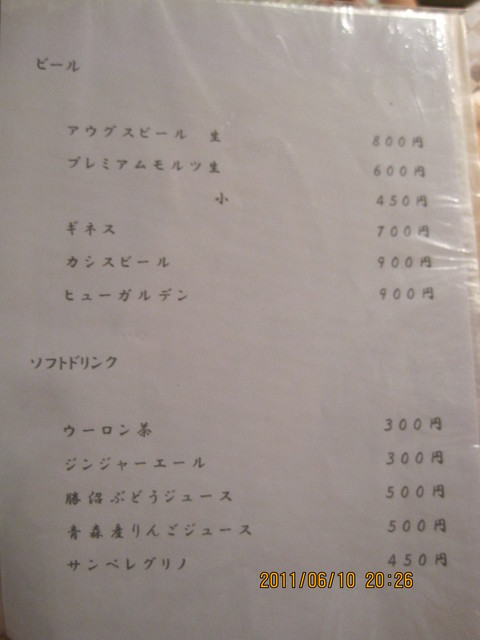 ビール
アウグスビール 生 800円
プレミアムモルツ生 600円
小 450円
ギネス 700円
カシスビール 900円
ヒューガルデン 900円
ソフトドリンク
ウーロン茶 300円
ジンジャーエール 300円
勝沼ぶどうジュース 500円
青森産りんごジュース 500円
サンペレグリノ 450円
2011/06/10 20:26